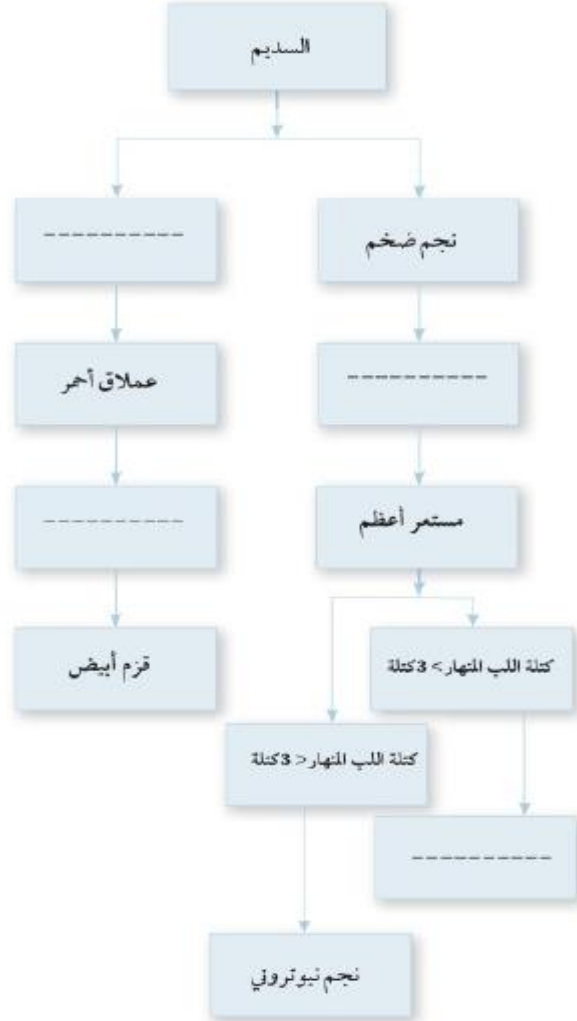 السديم
----------
نجم ضخم
عملاق أحمر
----------
----------
مستعر أعظم
قزم أبيض
كتلة اللب المنهار > 3 كتلة
كتلة اللب المنهار < 3 كتلة
----------
نجم نيوتروني